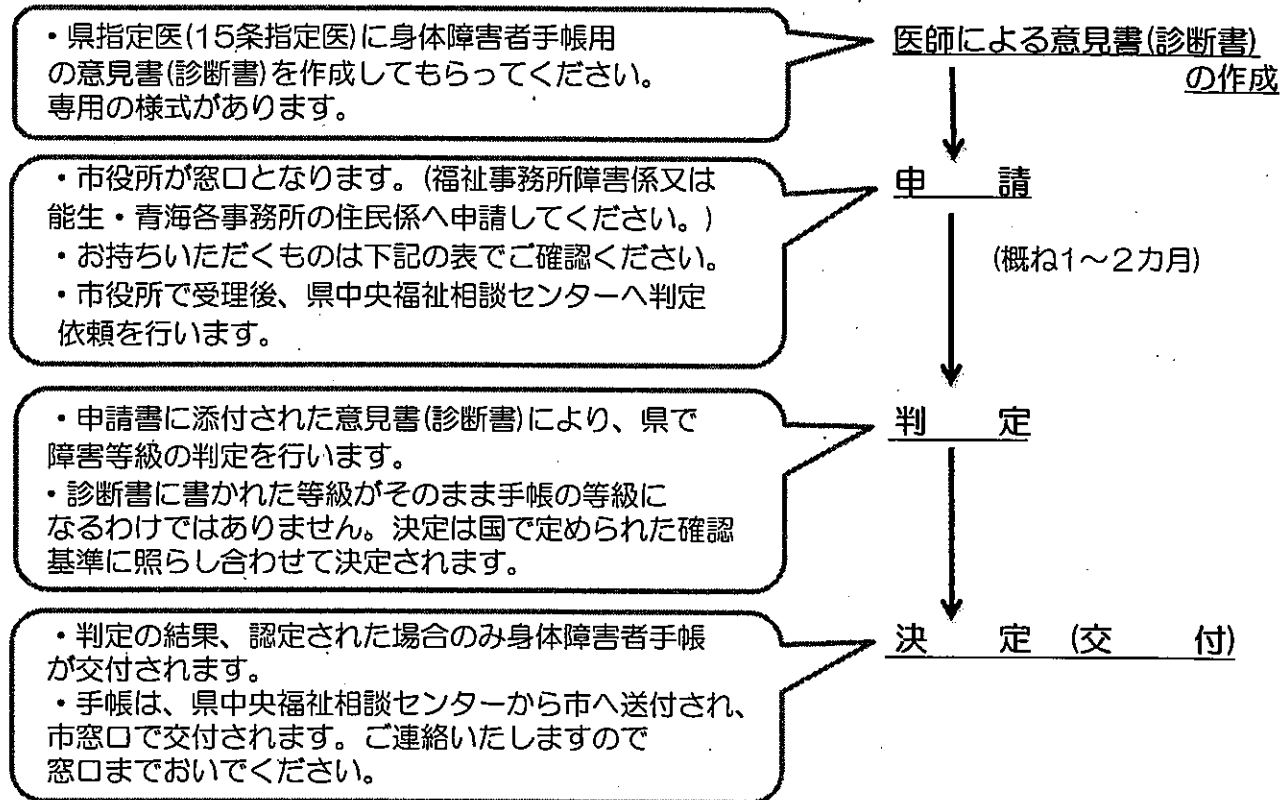 ・県指定医(15条指定医)に身体障害者手帳用
の意見書(診断書)を作成してもらってください。
専用の様式があります。
医師による意見書(診断書)
の作成
・市役所が窓口となります。(福祉事務所障害係又は
能生・青海各事務所の住民係へ申請してください。)
・お持ちいただくものは下記の表でご確認ください。
・市役所で受理後、県中央福祉相談センターへ判定
依頼を行います。
申　請
(概ね1～2カ月)
・申請書に添付された意見書(診断書)により、県で
障害等級の判定を行います。
・診断書に書かれた等級がそのまま手帳の等級に
なるわけではありません。決定は国で定められた確認
基準に照らし合わせて決定されます。
判　定
・判定の結果、認定された場合のみ身体障害者手帳
が交付されます。
・手帳は、県中央福祉相談センターから市へ送付され、
市窓口で交付されます。ご連絡いたしますので
窓口までおいでください。
決　定　(交　付)